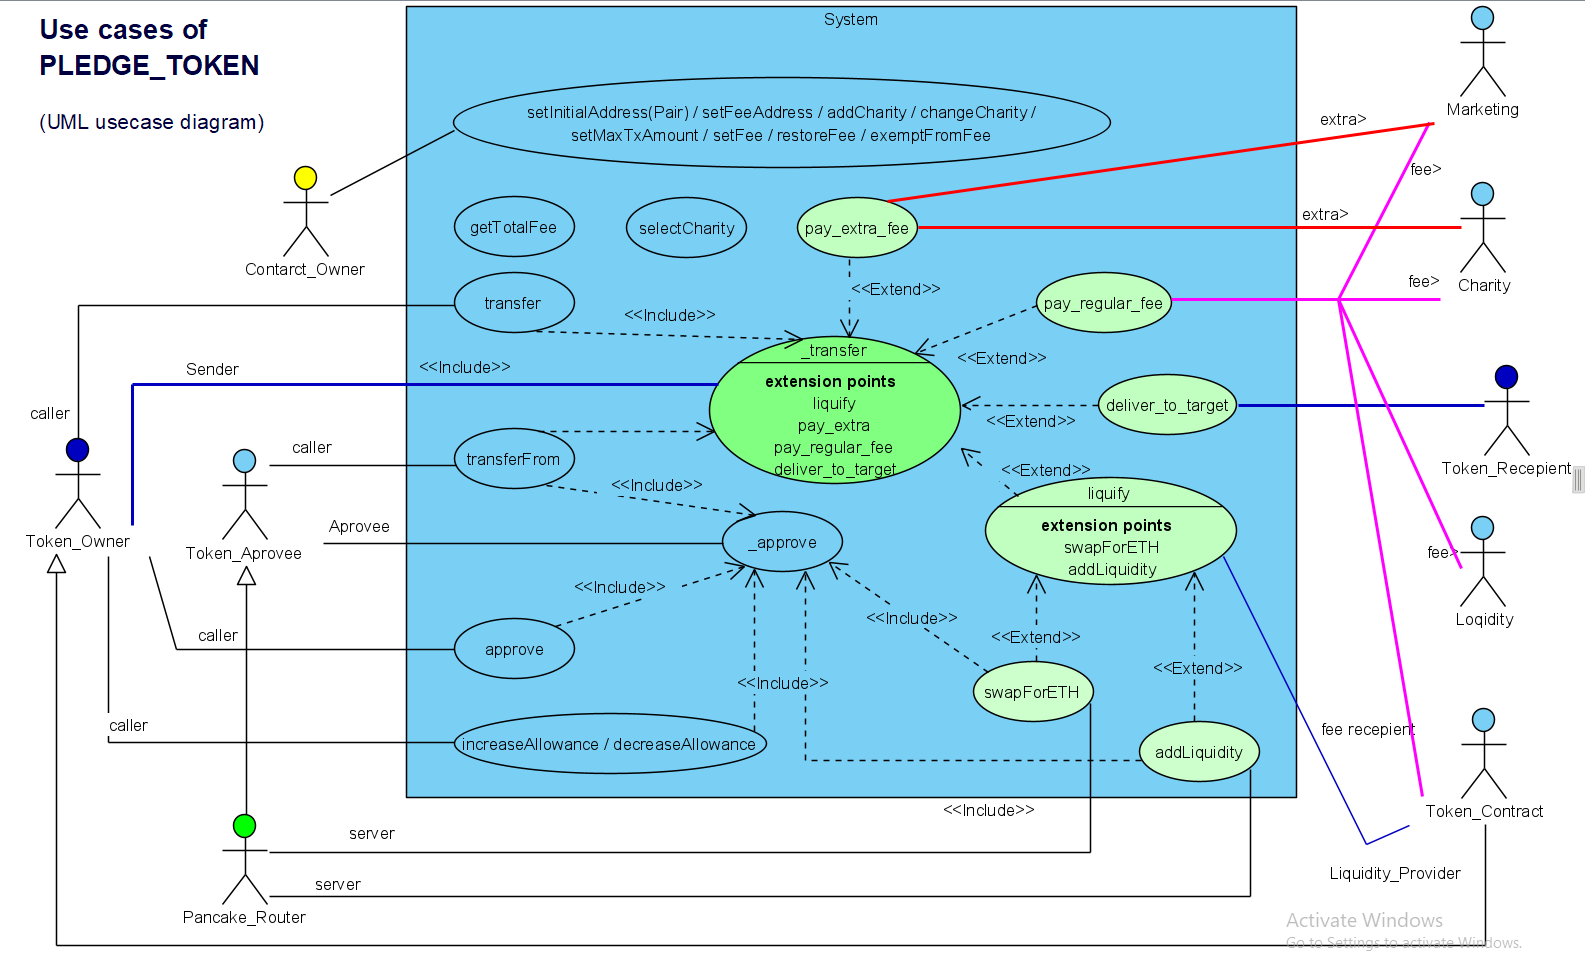 Use cases of
PLEDGE_TOKEN
(UML usecase diagram)
System
setInitialAddress(Pair) / setFeeAddress / addCharity / changeCharity /
setMaxTxAmount / setFee / restoreFee / exemptFromFee
extra>
Marketing
fee>
Contarct_Owner
getTotalFee
selectCharity
pay_extra_fee
extra>
Charity
fee>
<<Extend>>
transfer
<<Include>>
pay_regular_fee
<<Extend>>
_transfer
extension points
liquify
pay_extra
pay_regular_fee
deliver_to_target
Sender
<<Include>>
caller
deliver_to_target
<<Extend>>
Token_Recepient
caller
transferFrom
<<Include>>
<<Extend>>
liquify
extension points
swapForETH
addLiquidity
Token_Owner
Token_Aprovee
Aprovee
_approve
fee>
Loqidity
<<Include>>
<<Include>>
<<Extend>>
caller
approve
<<Extend>>
<<Include>>
swapForETH
caller
increaseAllowance / decreaseAllowance
addLiquidity
fee recepient
Token_Contract
<<Include>>
server
server
Liquidity_Provider
Pancake_Router
Activate Windows
Go to Settings to activate Windows.